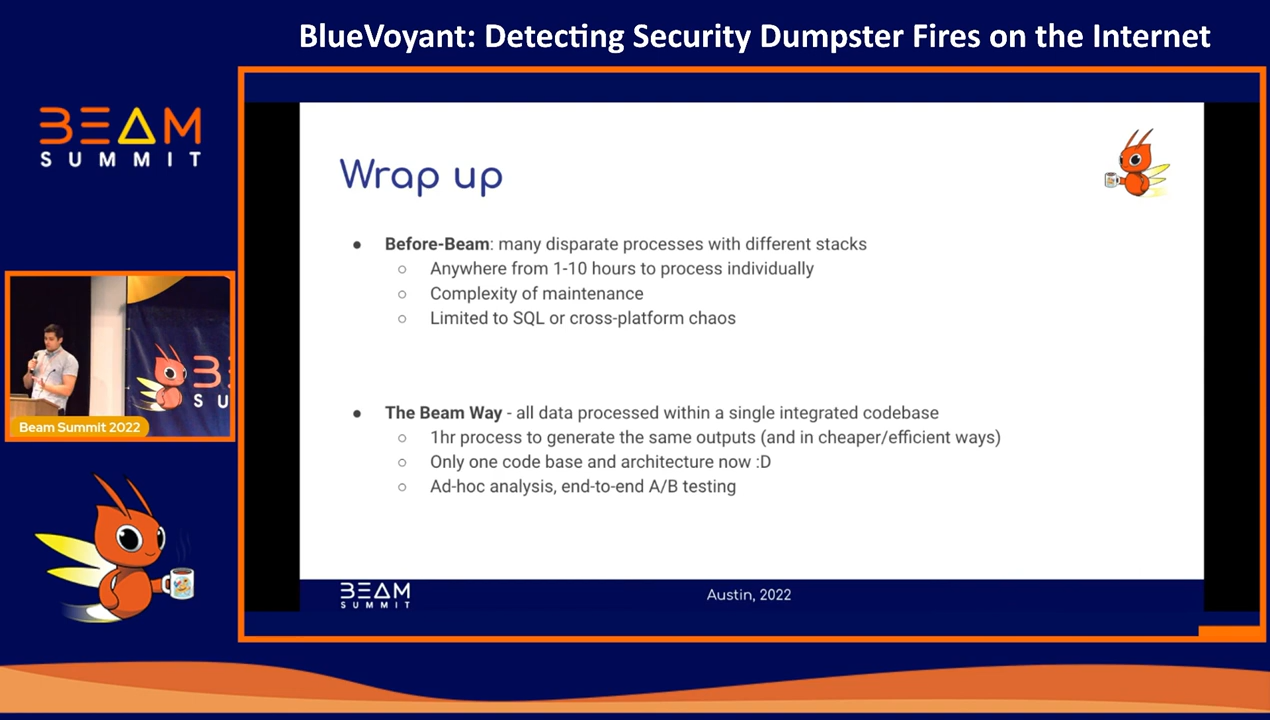 BlueVoyant: Detecting Security Dumpster Fires on the Internet
BEAM
SUMMIT
Wrap up
● Before-Beam: many disparate processes with different stacks
○ Anywhere from 1-10 hours to process individually
○ Complexity of maintenance
○ Limited to SQL or cross-platform chaos
● The Beam Way - all data processed within a single integrated codebase
○ 1hr process to generate the same outputs (and in cheaper/efficient ways)
○ Only one code base and architecture now :D
○ Ad-hoc analysis, end-to-end A/B testing
BEAM
SUMMIT
Austin, 2022
B
S U
Beam Summit 2022